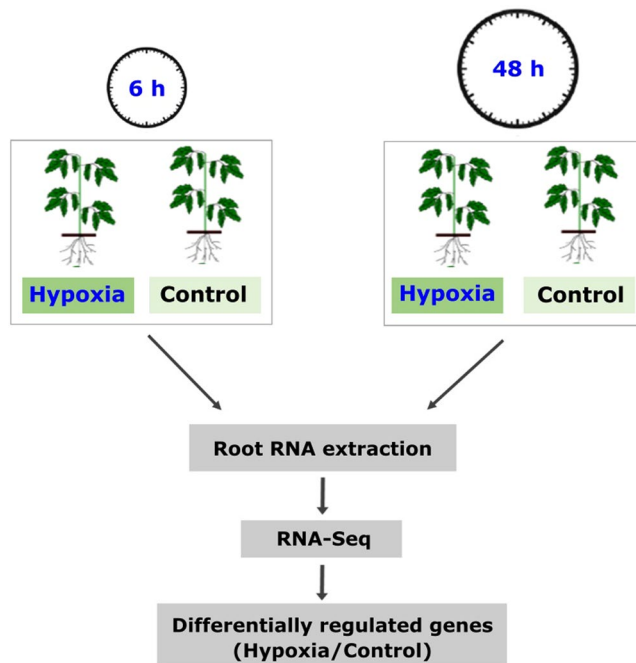 6 h
48 h
Hypoxia
Control
Hypoxia
Control
Root RNA extraction
RNA-Seq
Differentially regulated genes
(Hypoxia/Control)